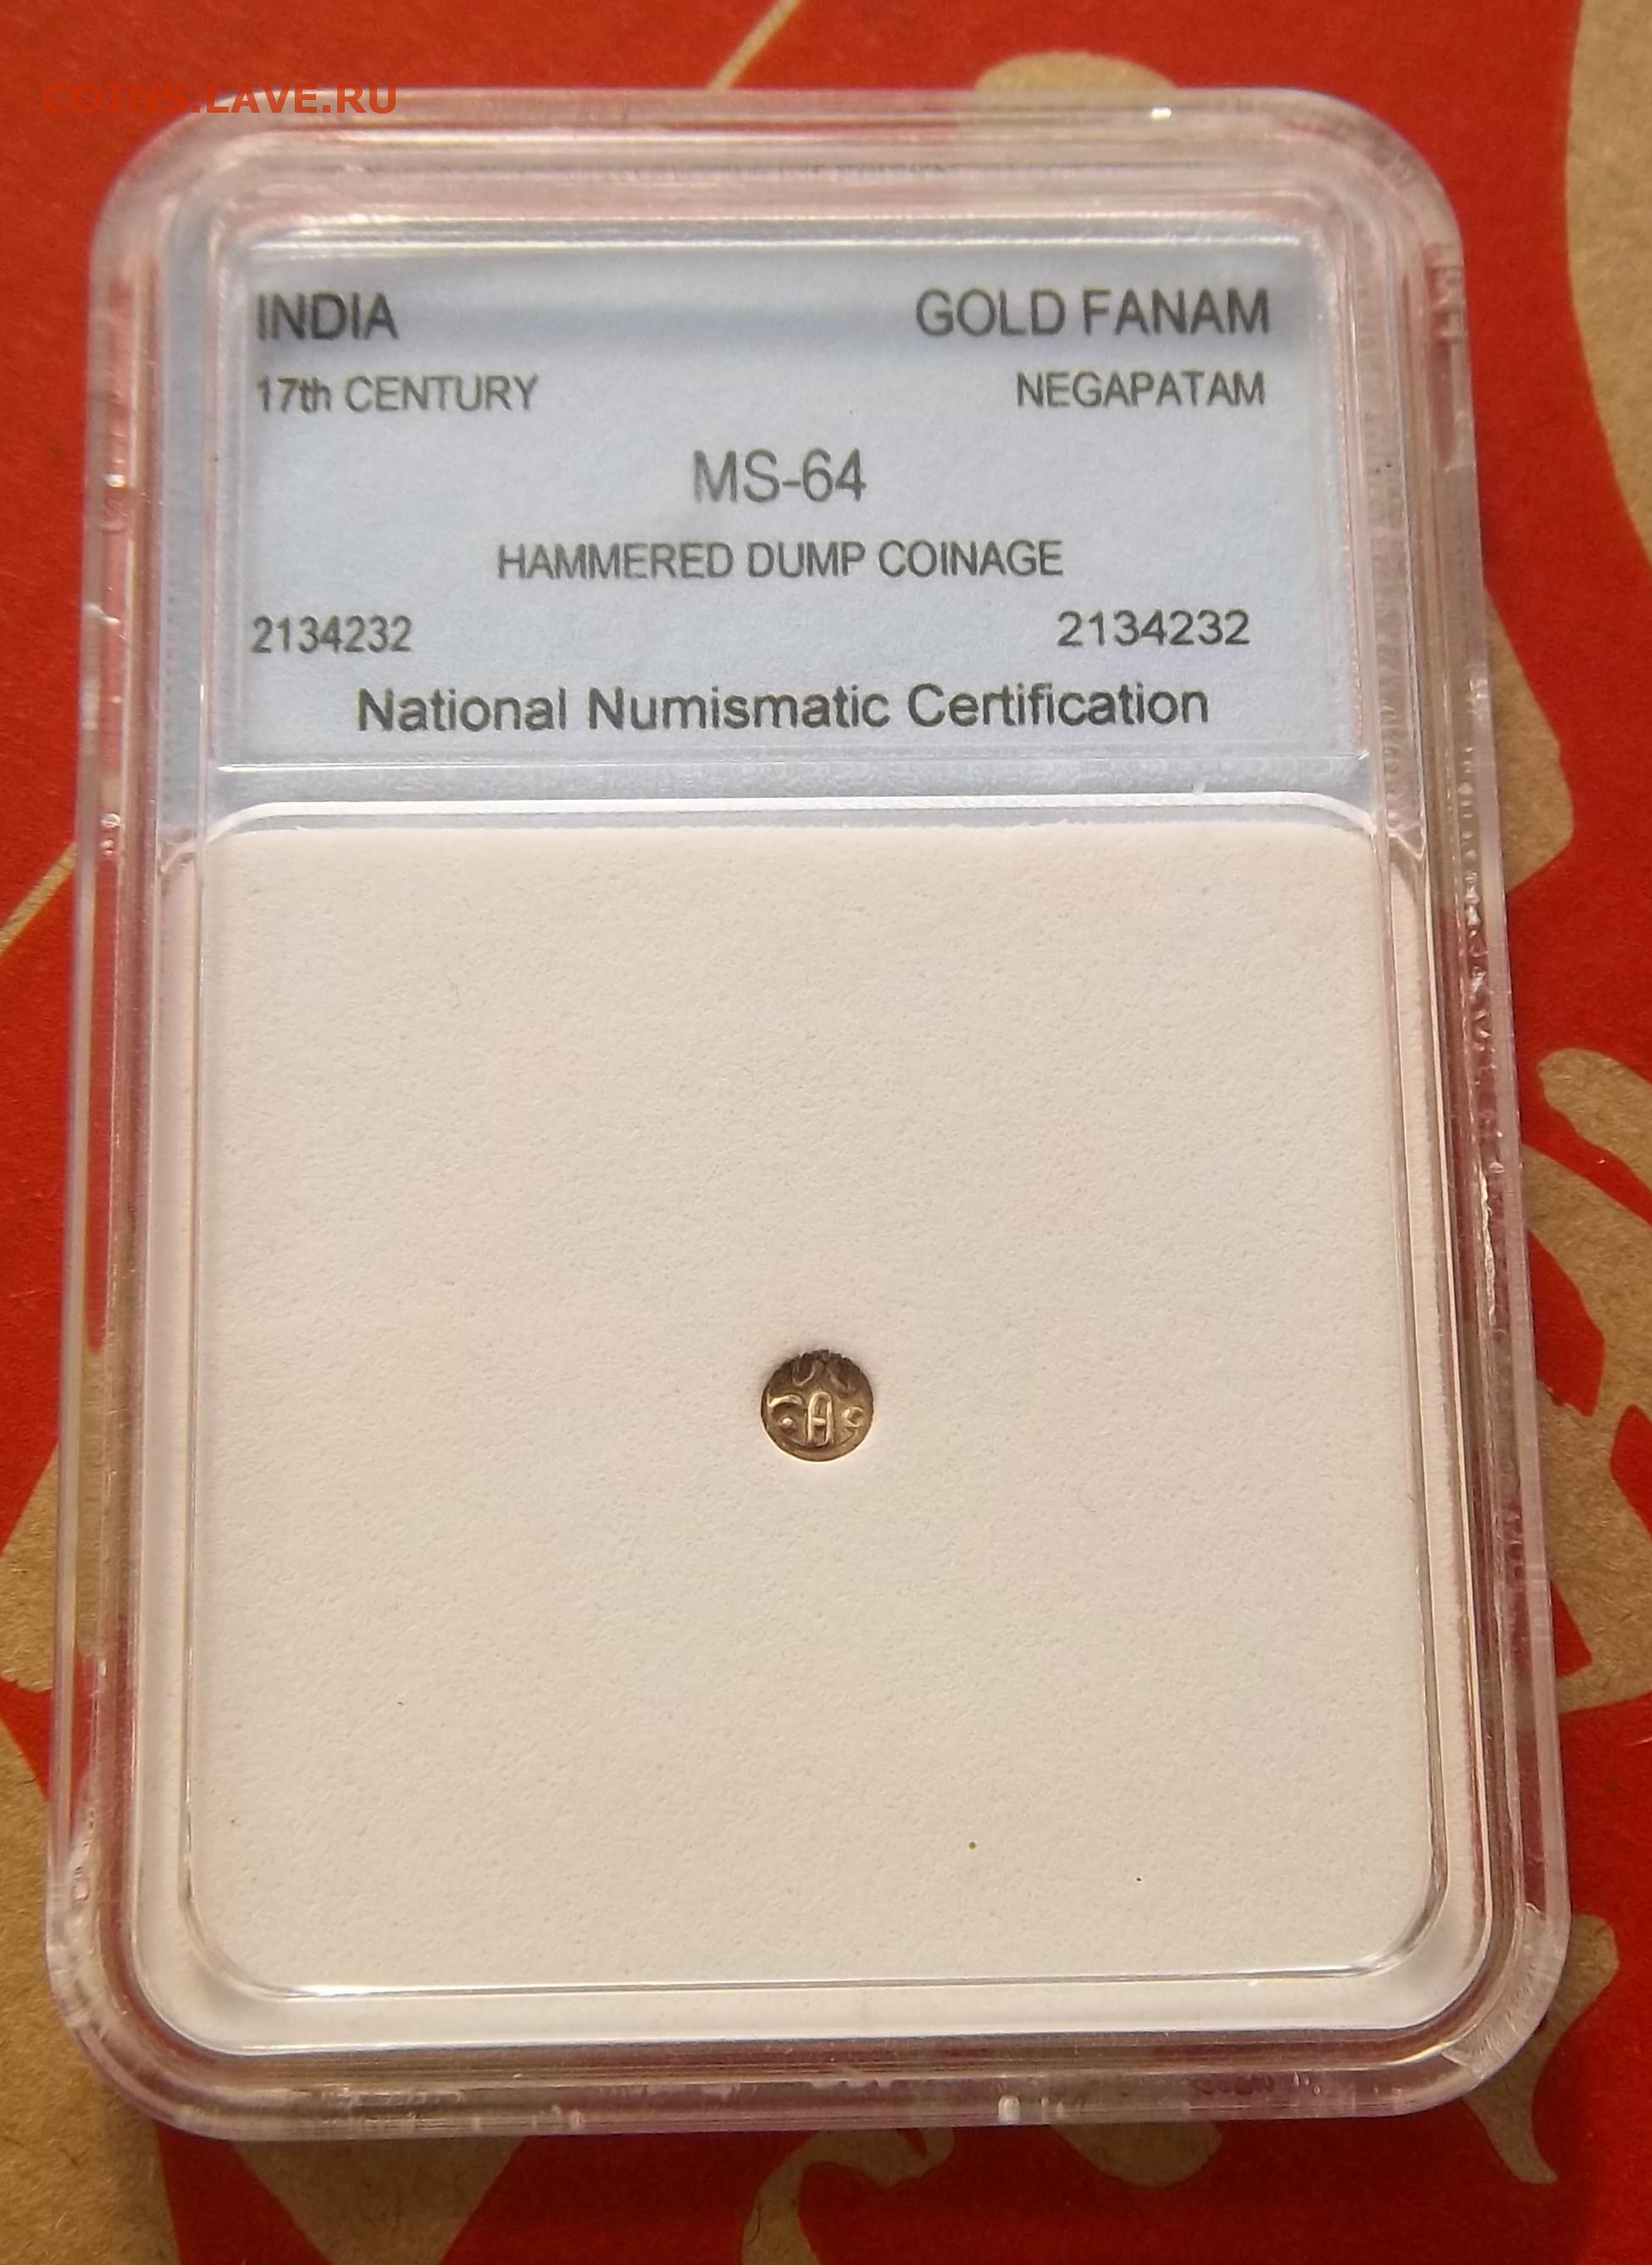 COINS.LAVE.RU
INDIA GOLD FANAM
17th CENTURY NEGAPATAM
MS-64
HAMMERED DUMP COINAGE
2134232 2134232
National Numismatic Certification